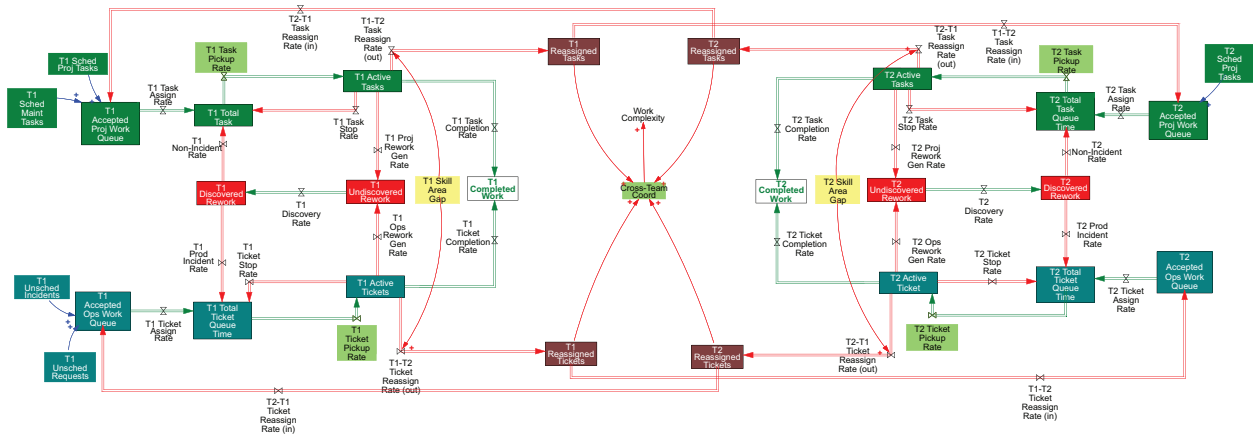 T2-T1
Task
Reassign
Rate (in)
T1-T2
Task
Reassign
Rate
(out)
T1
Reassigned
Tasks
T2
Reassigned
Tasks
T2-T1
Task
Reassign
Rate
(out)
T1-T2
Task
Reassign
Rate (in)
T1 Sched
Proj Tasks
T1 Task
Pickup
Rate
T2 Task
Pickup
Rate
T2
Sched
Proj Tasks
T1
Sched
Maint
Tasks
T1
Accepted
Proj Work
Queue
T1 Task
Assign
Rate
T1 Total
Task
T1 Active
Tasks
T2 Active
Tasks
T2 Total
Task
Queue
Time
T2 Task
Assign
Rate
T2
Accepted
Proj Work
Queue
T1 Task
Stop
Rate
T1 Task
Completion
Rate
Work
Complexity
T2 Task
Completion
Rate
T2 Task
Stop Rate
T1
Non-Incident
Rate
T1 Proj
Rework
Gen
Rate
T2 Proj
Rework
Gen Rate
T2
Non-Incident
Rate
T1
Discovered
Rework
T1
Discovery
Rate
T1
Undiscovered
Rework
T1 Skill
Area
Gap
T1
Completed
Work
Cross-Team
Coord
T2
Completed
Work
T2 Skill
Area
Gap
T2
Undiscovered
Rework
T2
Discovery
Rate
T2
Discovered
Rework
T1
Prod
Incident
Rate
T1
Ticket
Stop
Rate
T1
Ops
Rework
Gen
Rate
T1 Ticket
Completion
Rate
T2 Ticket
Completion
Rate
T2 Ops
Rework
Gen Rate
T2 Ticket
Stop
Rate
T2 Prod
Incident
Rate
T1
Unsched
Incidents
T1
Accepted
Ops Work
Queue
T1 Ticket
Assign
Rate
T1 Total
Ticket
Queue
Time
T1 Active
Tickets
T2 Active
Ticket
T2 Total
Ticket
Queue
Time
T2 Ticket
Assign
Rate
T2
Accepted
Ops Work
Queue
T1
Unsched
Requests
T1
Ticket
Pickup
Rate
T2 Ticket
Pickup
Rate
T1-T2
Ticket
Reassign
Rate (out)
T1
Reassigned
Tickets
T2
Reassigned
Tickets
T2-T1
Ticket
Reassign
Rate (out)
T2-T1
Ticket
Reassign
Rate (in)
T1-T2
Ticket
Reassign
Rate (in)